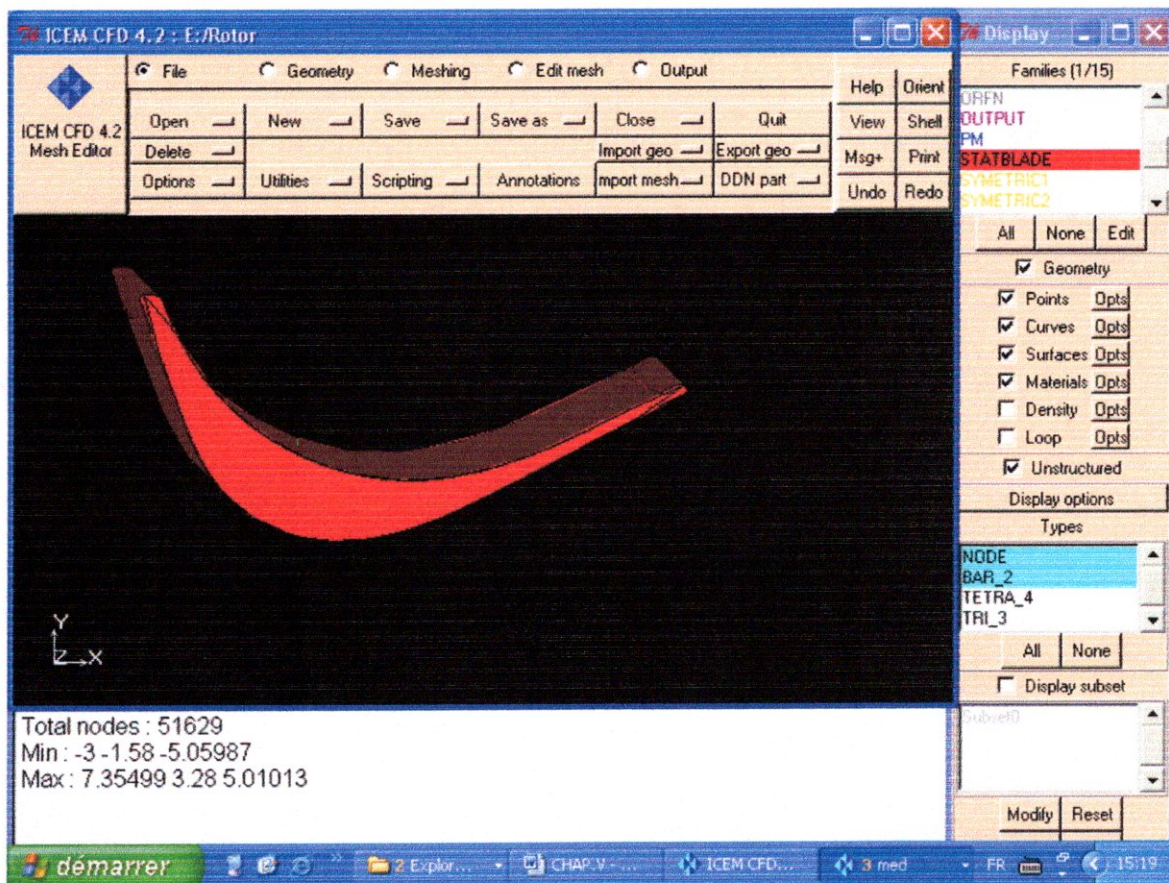 ICEM CFD 4.2 : E:/Rotor
File Geometry Meshing Edit mesh Output
ICEM CFD 4.2
Mesh Editor
Open New Save Save as Close Quit
Delete Import geo Export geo
Options Utilities Scripting Annotations mport mesh DDN part
Help Orient
View Shell
Msg+ Print
Undo Redo
Y
Z X
Total nodes : 51629
Min : -3 -1.58 -5.05987
Max : 7.35499 3.28 5.01013
Display
Families (1/15)
ORFN
OUTPUT
PM
STATBLADE
SYMETRIC1
SYMETRIC2
All None Edit
Geometry
Points Opts
Curves Opts
Surfaces Opts
Materials Opts
Density Opts
Loop Opts
Unstructured
Display options
Types
NODE
BAR_2
TETRA_4
TRI_3
All None
Display subset
Subset0
Modify Reset
démarrer
2 Explor...
CHAP.V - ...
ICEM CFD...
3 med
FR
15:19